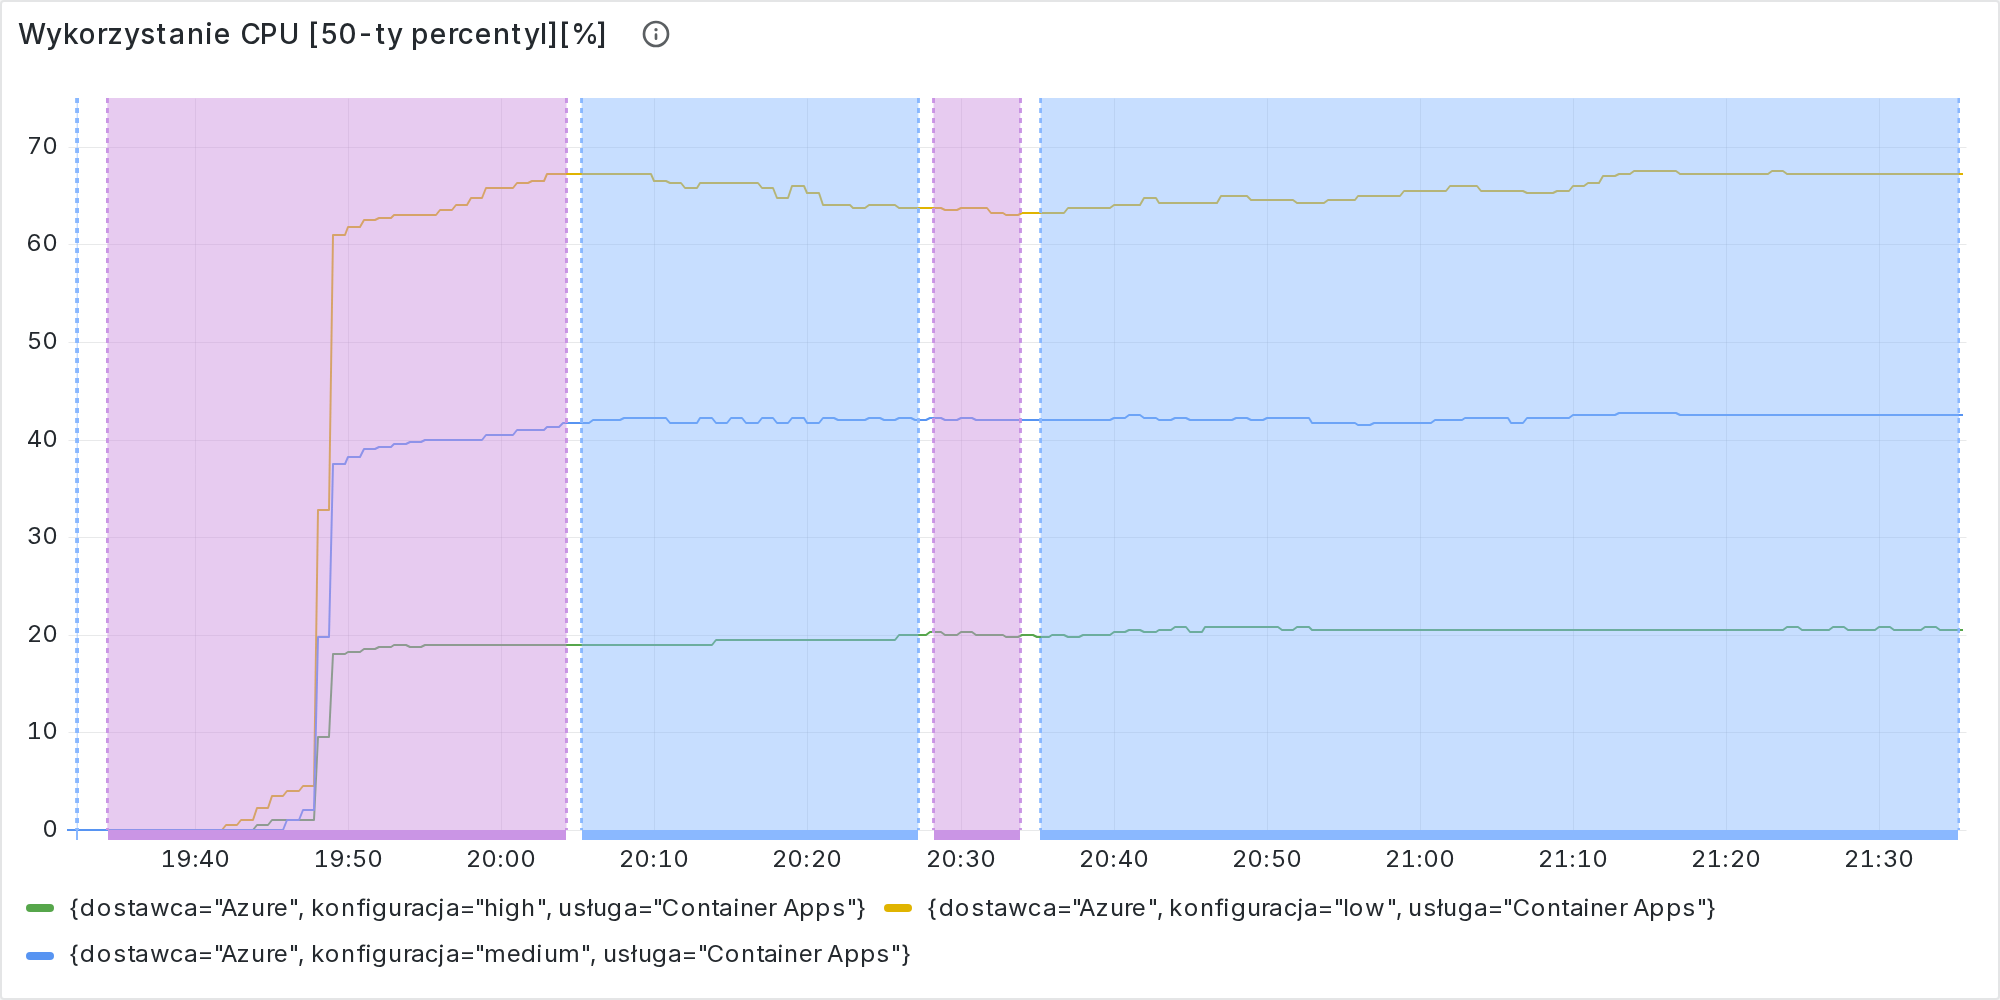 Wykorzystanie CPU [50-ty percentyl][%]
70
60
50
40
30
20
10
0
19:40 19:50 20:00 20:10 20:20 20:30 20:40 20:50 21:00 21:10 21:20 21:30
{dostawca="Azure", konfiguracja="high", usługa="Container Apps"} {dostawca="Azure", konfiguracja="low", usługa="Container Apps"}
{dostawca="Azure", konfiguracja="medium", usługa="Container Apps"}